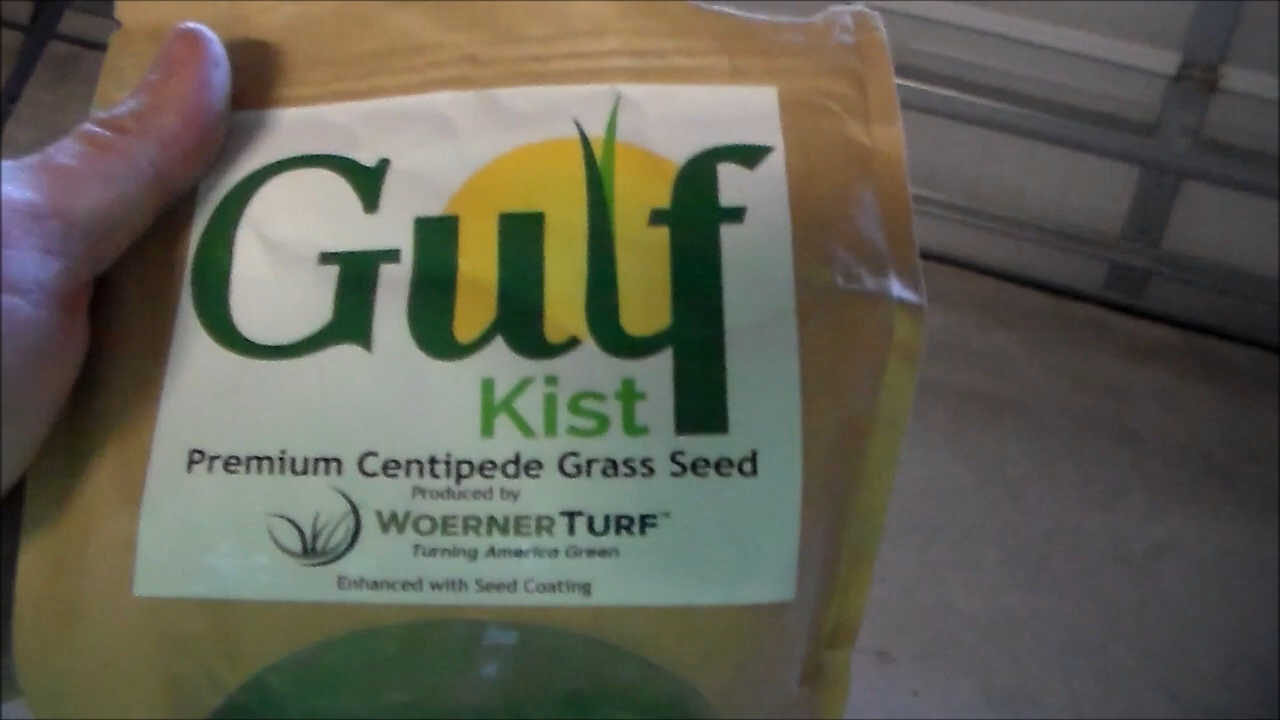 Gulf
Kist
Premium Centipede Grass Seed
Produced by
WOERNER TURF™
Turning America Green
Enhanced with Seed Coating